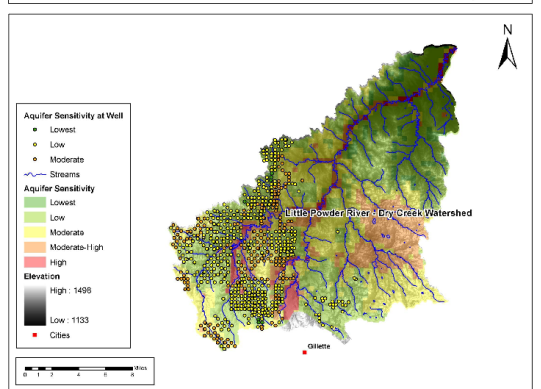 N
Aquifer Sensitivity at Well
Lowest
Low
Moderate
Streams
Aquifer Sensitivity
Lowest
Low
Moderate
Moderate-High
High
Elevation
High : 1498
Low : 1133
Cities
Little Powder River - Dry Creek Watershed
Gillette
Miles
0 1 2 4 6 8